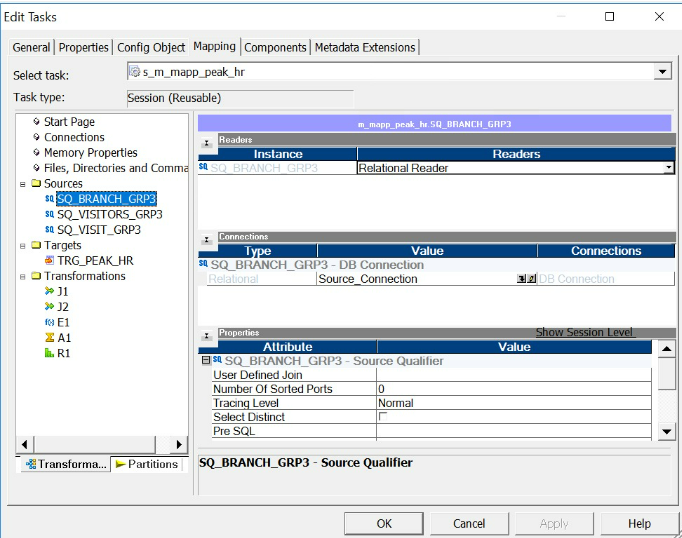 Edit Tasks
General Properties Config Object Mapping Components Metadata Extensions
Select task: s_m_mapp_peak_hr
Task type: Session (Reusable)
Start Page
Connections
Memory Properties
Files, Directories and Comma
Sources
SQ_BRANCH_GRP3
SQ_VISITORS_GRP3
SQ_VISIT_GRP3
Targets
TRG_PEAK_HR
Transformations
J1
J2
E1
A1
R1
Transforma... Partitions
m_mapp_peak_hr.SQ_BRANCH_GRP3
Readers
Instance Readers
SQ_BRANCH_GRP3 Relational Reader
Connections
Type Value Connections
SQ_BRANCH_GRP3 - DB Connection
Relational Source_Connection DB Connection
Properties Show Session Level
Attribute Value
SQ_BRANCH_GRP3 - Source Qualifier
User Defined Join
Number Of Sorted Ports 0
Tracing Level Normal
Select Distinct
Pre SQL
SQ_BRANCH_GRP3 - Source Qualifier
OK Cancel Apply Help